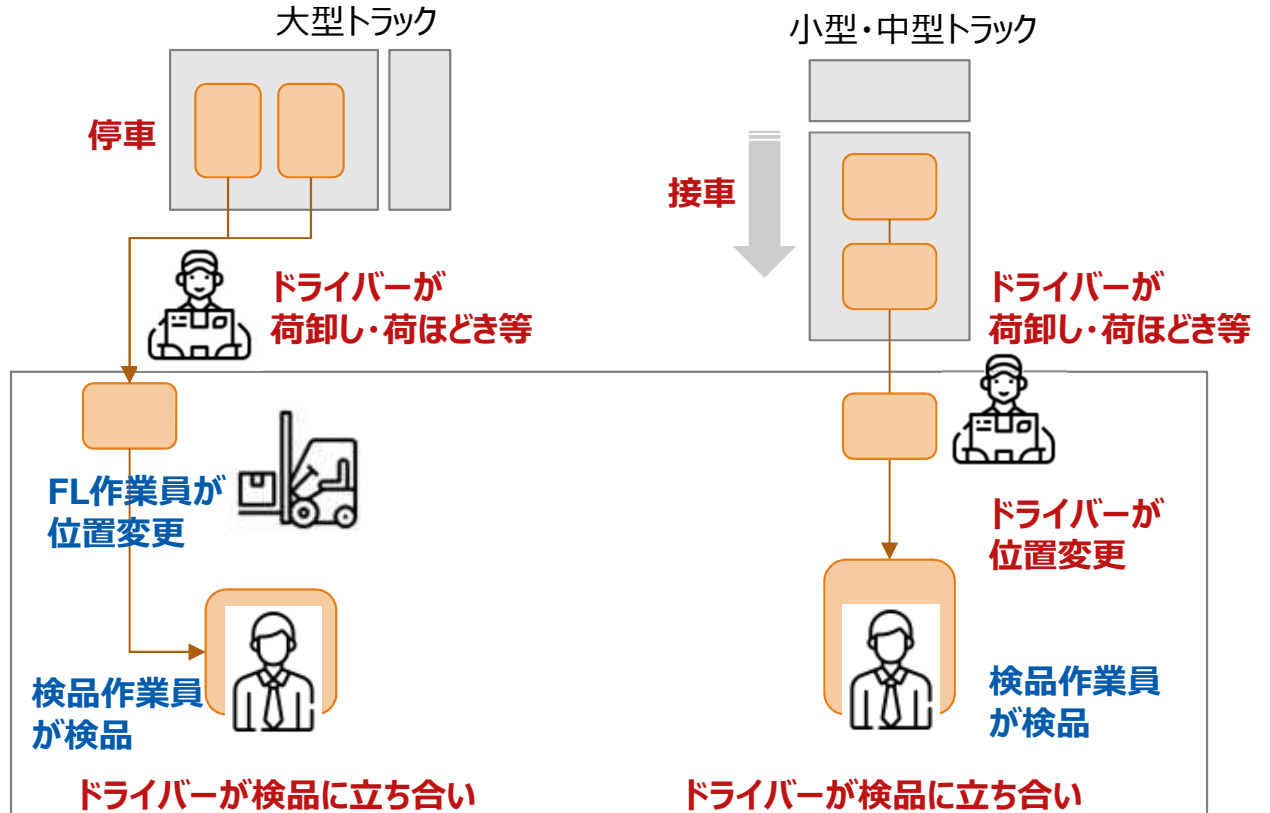 大型トラック
停車
ドライバーが
荷卸し・荷ほどき等
FL作業員が
位置変更
検品作業員
が検品
ドライバーが検品に立ち合い
小型・中型トラック
接車
ドライバーが
荷卸し・荷ほどき等
ドライバーが
位置変更
検品作業員
が検品
ドライバーが検品に立ち合い